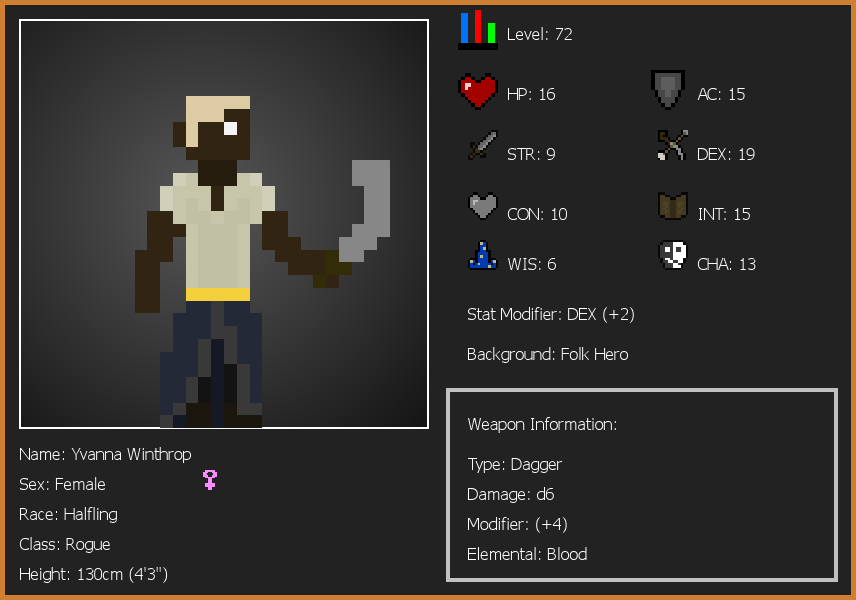 Level: 72
HP: 16
AC: 15
STR: 9
DEX: 19
CON: 10
INT: 15
WIS: 6
CHA: 13
Stat Modifier: DEX (+2)
Background: Folk Hero
Weapon Information:
Type: Dagger
Damage: d6
Modifier: (+4)
Elemental: Blood
Name: Yvanna Winthrop
Sex: Female
Race: Halfling
Class: Rogue
Height: 130cm (4'3")